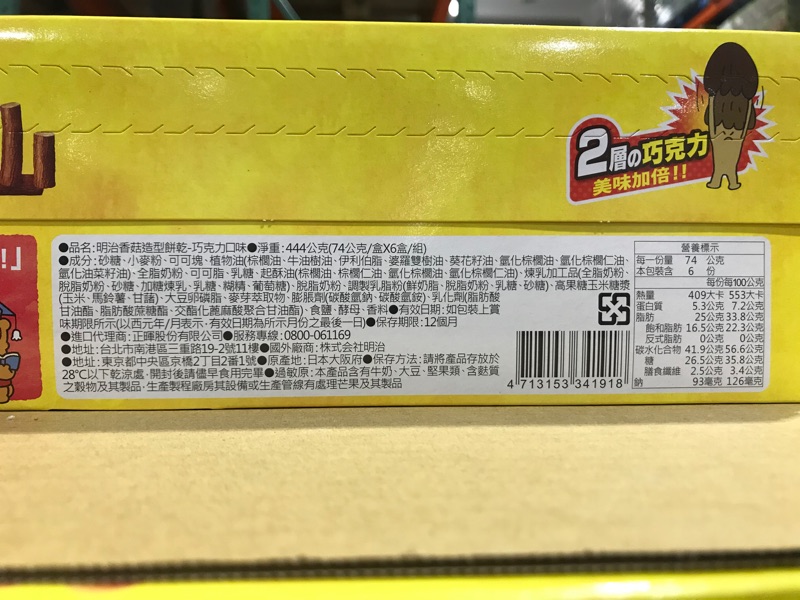 山
2層の巧克力
美味加倍!!
●品名:明治香菇造型餅乾-巧克力口味●淨重:444公克(74公克/盒X6盒/組)
●成分:砂糖、小麥粉、可可塊、植物油(棕櫚油、牛油樹油、伊利伯脂、婆羅雙樹油、葵花籽油、氫化棕櫚油、氫化棕櫚仁油、
氫化油菜籽油)、全脂奶粉、可可脂、乳糖、起酥油(棕櫚油、棕櫚仁油、氫化棕櫚油、氫化棕櫚仁油)、煉乳加工品(全脂奶粉、
脫脂奶粉、砂糖、加糖煉乳、乳糖、糊精、葡萄糖)、脫脂奶粉、調製乳脂粉(鮮奶脂、脫脂奶粉、乳糖、砂糖)、高果糖玉米糖漿
(玉米、馬鈴薯、甘藷)、大豆卵磷脂、麥芽萃取物、膨脹劑(碳酸氫鈉、碳酸氫銨)、乳化劑(脂肪酸
甘油酯、脂肪酸蔗糖酯、交酯化蓖麻酸聚合甘油酯)、食鹽、酵母、香料●有效日期:如包裝上賞
味期限所示(以西元年/月表示,有效日期為所示月份之最後一日)●保存期限:12個月
●進口代理商:正暉股份有限公司●服務專線:0800-061169
●地址:台北市南港區三重路19-2號11樓●國外廠商:株式会社明治
●地址:東京都中央區京橋2丁目2番1號●原產地:日本大阪府●保存方法:請將產品存放於
28℃以下乾涼處,開封後請儘早食用完畢●過敏原:本產品含有牛奶、大豆、堅果類、含麩質
之穀物及其製品,生產製程廠房其設備或生產管線有處理芒果及其製品
4 713153 341918
營養標示
每一份量 74 公克
本包裝含 6 份
每份每100公克
熱量 409大卡 553大卡
蛋白質 5.3公克 7.2公克
脂肪 25公克 33.8公克
飽和脂肪 16.5公克 22.3公克
反式脂肪 0公克 0公克
碳水化合物 41.9公克 56.6公克
糖 26.5公克 35.8公克
膳食纖維 2.5公克 3.4公克
鈉 93毫克 126毫克